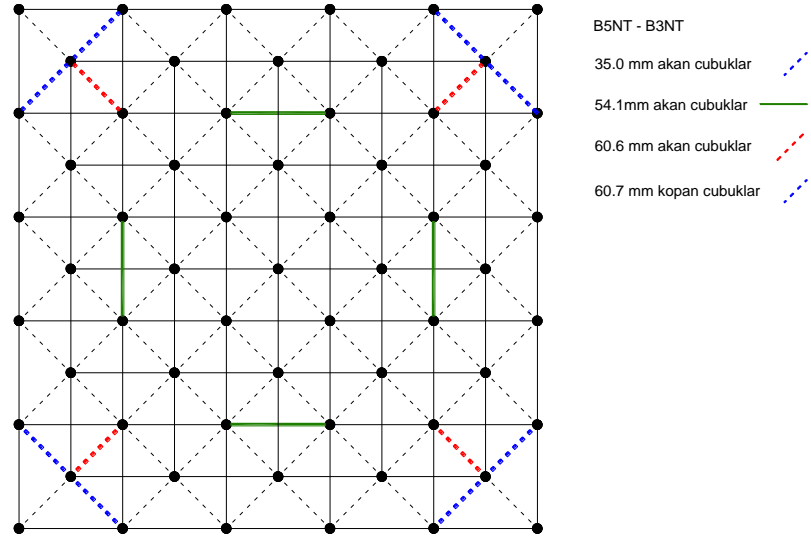 B5NT - B3NT
35.0 mm akan cubuklar
54.1mm akan cubuklar
60.6 mm akan cubuklar
60.7 mm kopan cubuklar